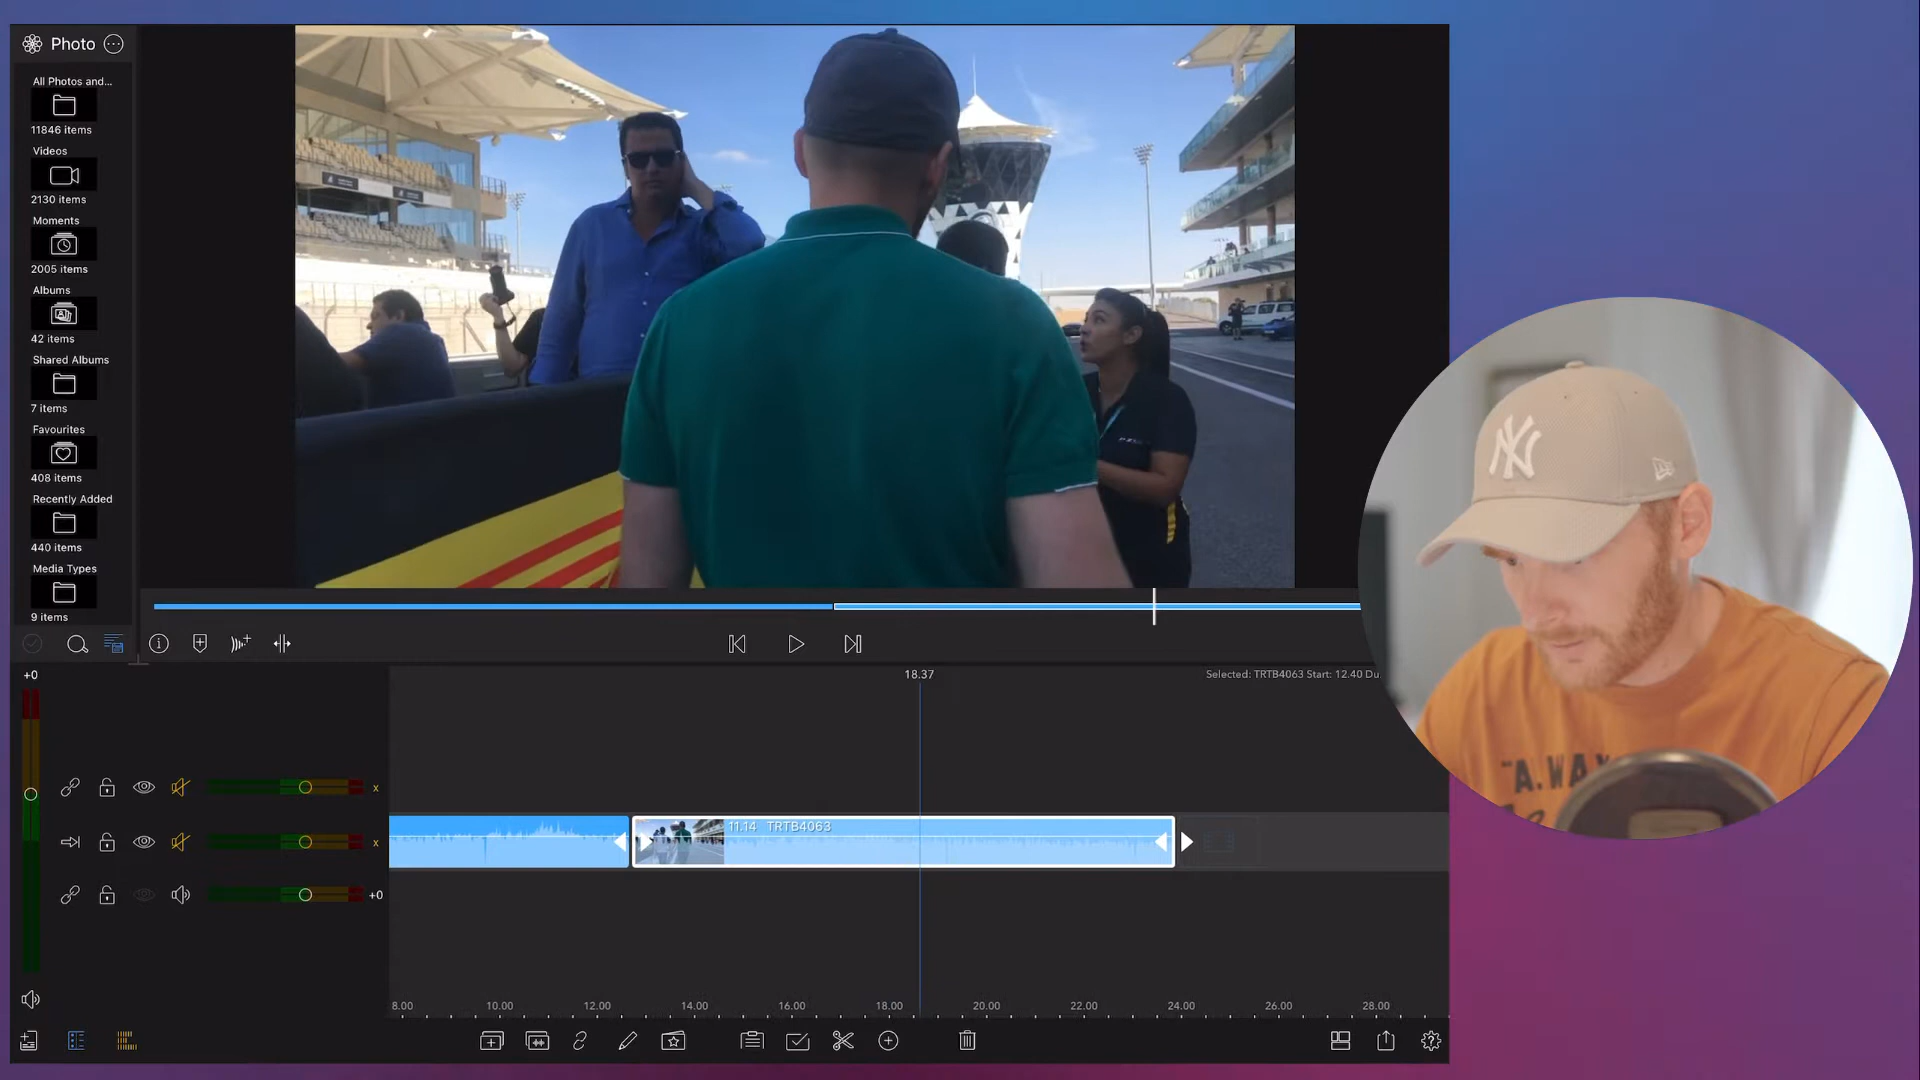 Photo
All Photos and...
11846 items
Videos
2130 items
Moments
2005 items
Albums
42 items
Shared Albums
7 items
Favourites
408 items
Recently Added
440 items
Media Types
9 items
+0
18.37
Selected: TRTB4063 Start: 12.40 Du
x
11.14 TRTB4063
x
+0
8.00 10.00 12.00 14.00 16.00 18.00 20.00 22.00 24.00 26.00 28.00
NY
"A.WAY